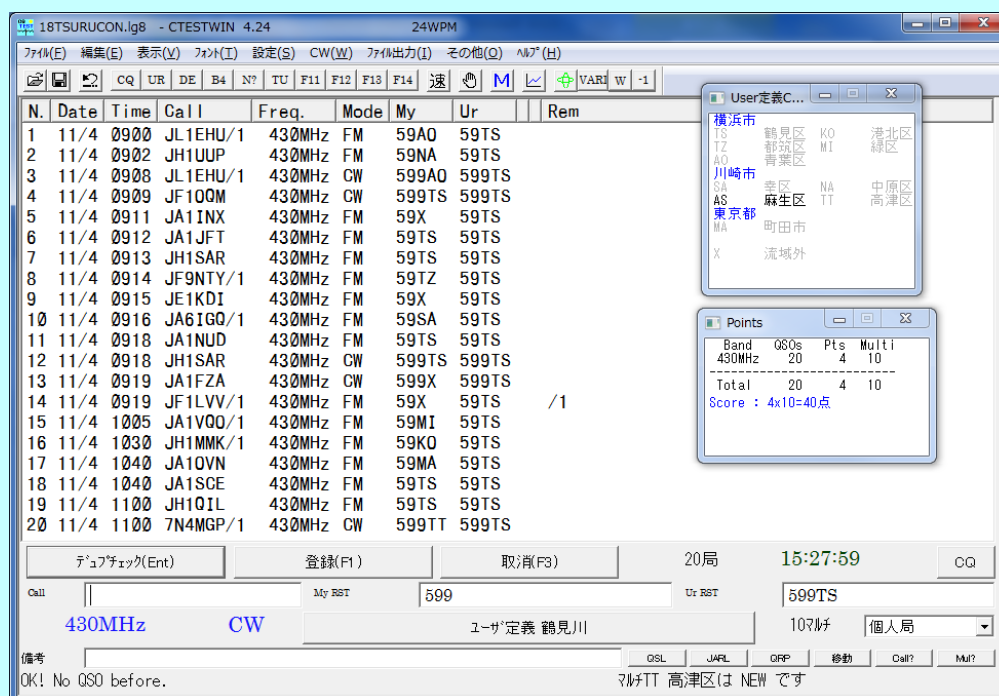 18TSURUCON.lg8 - CTESTWIN 4.24 24WPM
ﾌｧｲﾙ(F) 編集(E) 表示(V) ﾌｫﾝﾄ(T) 設定(S) CW(W) ﾌｧｲﾙ出力(I) その他(O) ﾍﾙﾌﾟ(H)
CQ UR DE B4 N? TU F11 F12 F13 F14 速 M VARI W -1
N. Date Time Call Freq. Mode My Ur Rem
1 11/4 0900 JL1EHU/1 430MHz FM 59AO 59TS
2 11/4 0902 JH1UUP 430MHz FM 59NA 59TS
3 11/4 0908 JL1EHU/1 430MHz CW 599AO 599TS
4 11/4 0909 JF1OQM 430MHz CW 599TS 599TS
5 11/4 0911 JA1INX 430MHz FM 59X 59TS
6 11/4 0912 JA1JFT 430MHz FM 59TS 59TS
7 11/4 0913 JH1SAR 430MHz FM 59TS 59TS
8 11/4 0914 JF9NTY/1 430MHz FM 59TZ 59TS
9 11/4 0915 JE1KDI 430MHz FM 59X 59TS
10 11/4 0916 JA6IGQ/1 430MHz FM 59SA 59TS
11 11/4 0918 JA1NUD 430MHz FM 59TS 59TS
12 11/4 0918 JH1SAR 430MHz CW 599TS 599TS
13 11/4 0919 JA1FZA 430MHz CW 599X 599TS
14 11/4 0919 JF1LVV/1 430MHz FM 59X 59TS /1
15 11/4 1005 JA1VQO/1 430MHz FM 59MI 59TS
16 11/4 1030 JH1MMK/1 430MHz FM 59KO 59TS
17 11/4 1040 JA1OVN 430MHz FM 59MA 59TS
18 11/4 1040 JA1SCE 430MHz FM 59TS 59TS
19 11/4 1100 JH1QIL 430MHz FM 59TS 59TS
20 11/4 1100 7N4MGP/1 430MHz CW 599TT 599TS
User定義C...
横浜市
TS 鶴見区 KO 港北区
TZ 都筑区 MI 緑区
AO 青葉区
川崎市
SA 幸区 NA 中原区
AS 麻生区 TT 高津区
東京都
MA 町田市
X 流域外
Points
Band QSOs Pts Multi
430MHz 20 4 10
Total 20 4 10
Score : 4x10=40点
ﾃﾞｭﾌﾟﾁｪｯｸ(Ent) 登録(F1) 取消(F3) 20局 15:27:59 CQ
Call My RST 599 Ur RST 599TS
430MHz CW ﾕｰｻﾞ定義 鶴見川 10ﾏﾙﾁ 個人局
備考 QSL JARL QRP 移動 Call? Mul?
OK! No QSO before. ﾏﾙﾁTT 高津区は NEW です